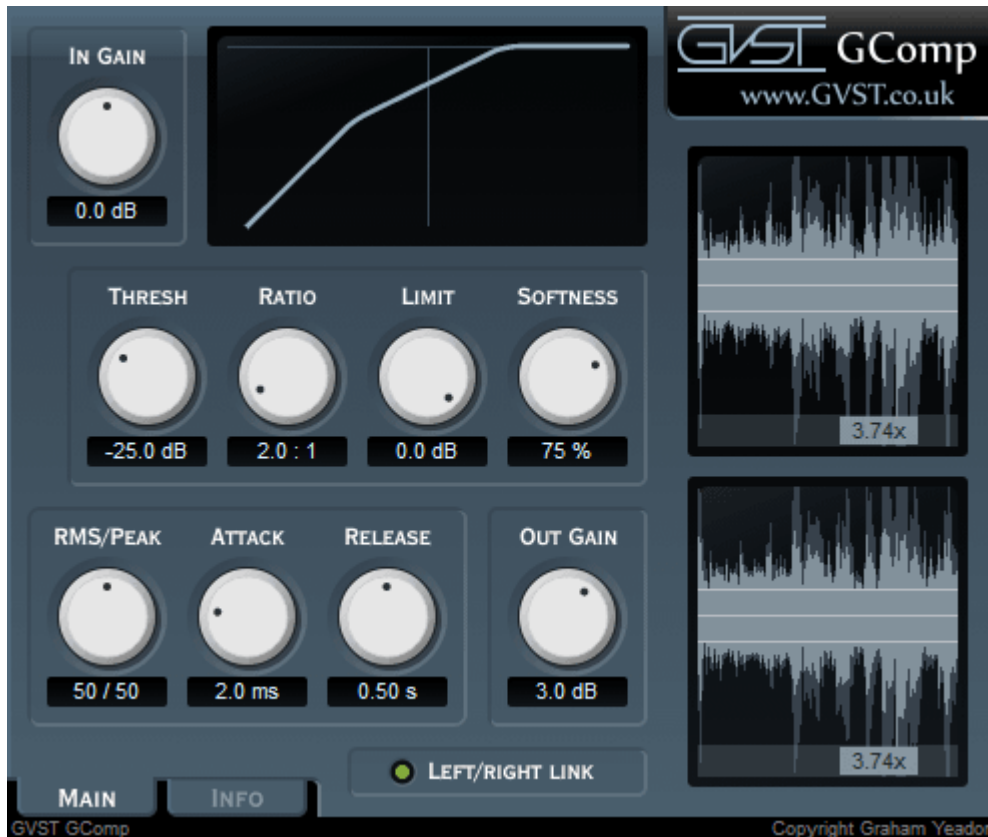 IN GAIN
0.0 dB
GVST GComp
www.GVST.co.uk
THRESH RATIO LIMIT SOFTNESS
-25.0 dB 2.0 : 1 0.0 dB 75 %
3.74x
RMS/PEAK ATTACK RELEASE OUT GAIN
50 / 50 2.0 ms 0.50 s 3.0 dB
3.74x
LEFT/RIGHT LINK
MAIN INFO
GVST GComp
Copyright Graham Yeadon